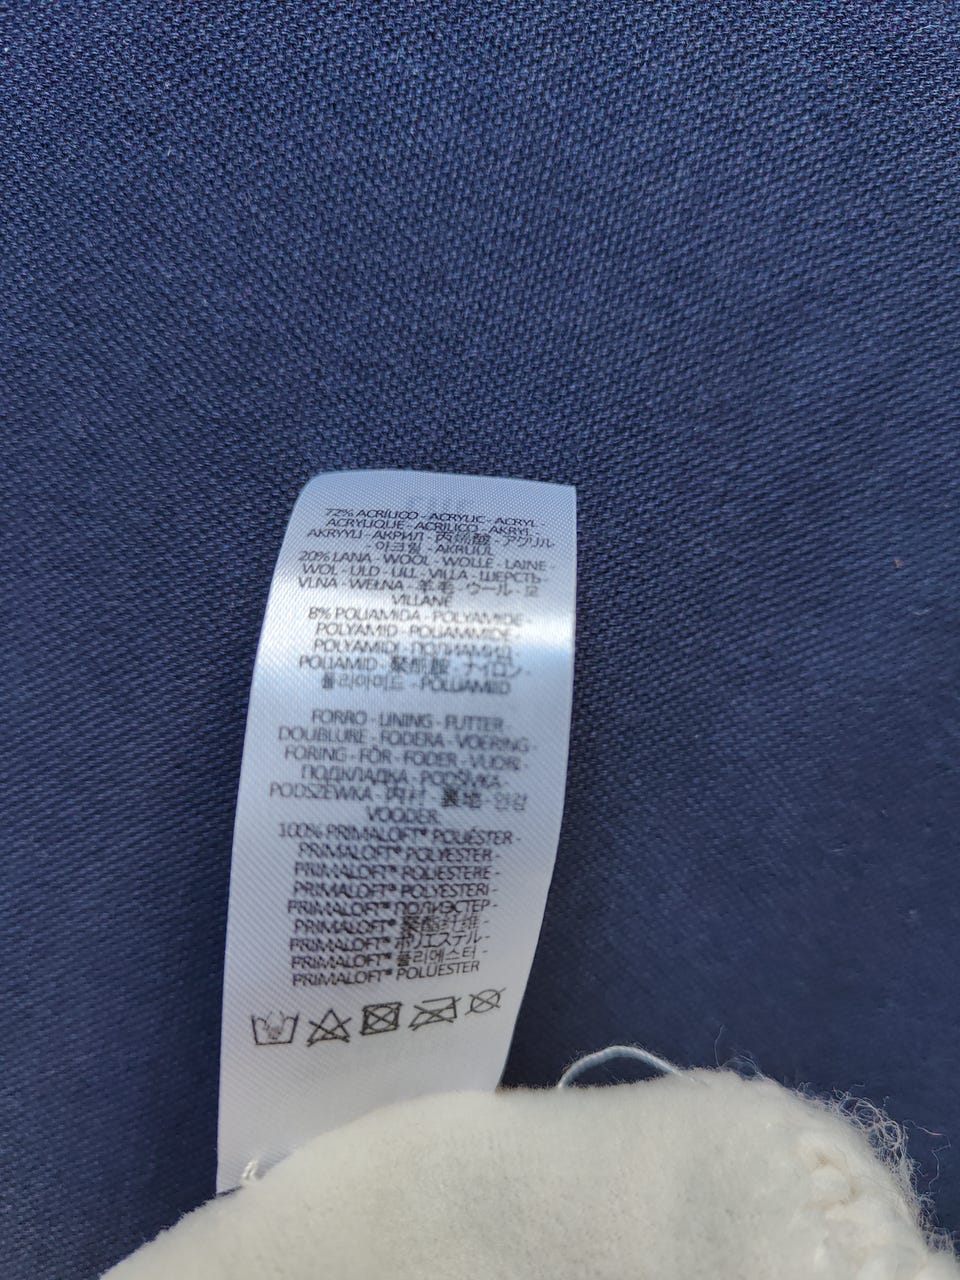 72% ACRÍLICO - ACRYLIC - ACRYL -
ACRYLIQUE - ACRILICO - AKRYL -
AKRYYLI - АКРИЛ - 丙烯酸 - アクリル
아크릴 - AKRÜÜL
20% LANA - WOOL - WOLLE - LAINE -
WOL - ULD - ULL - VILLA - ШЕРСТЬ -
VLNA - WEŁNA - 羊毛 - ウール - 모
VILLANE
8% POLIAMIDA - POLYAMIDE -
POLYAMID - POLIAMMIDE
POLYAMIDI - ПОЛИАМИД
POLIAMID - 聚酰胺 - ナイロン -
폴리아미드 - POLÜAMIID
FORRO - LINING - FUTTER -
DOUBLURE - FODERA - VOERING -
FORING - FÔR - FODER - VUORI
ПОДКЛАДКА - PODŠÍVKA -
PODSZEWKA - 内衬 - 裏地 - 안감
VOODER:
100% PRIMALOFT® POLIÉSTER -
PRIMALOFT® POLYESTER -
PRIMALOFT® POLIESTERE -
PRIMALOFT® POLYESTERI -
PRIMALOFT® ПОЛИЭСТЕР -
PRIMALOFT® 聚酯纤维 -
PRIMALOFT® ポリエステル -
PRIMALOFT® 폴리에스터 -
PRIMALOFT® POLÜESTER